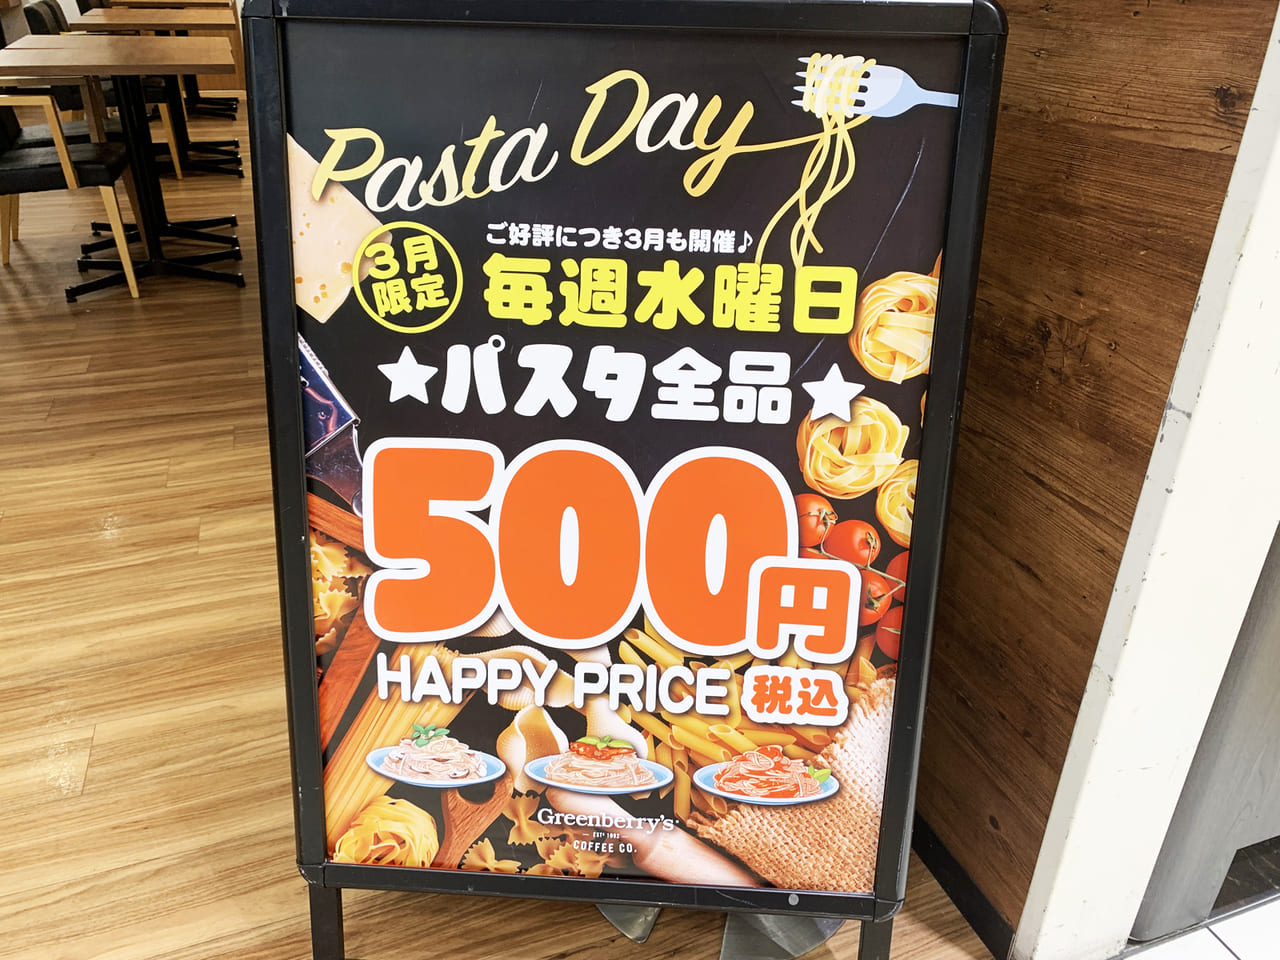 Pasta Day
ご好評につき3月も開催♪
3月
限定
毎週水曜日
★パスタ全品★
500円
HAPPY PRICE 税込
Greenberry's
ESTD 1992
COFFEE CO.